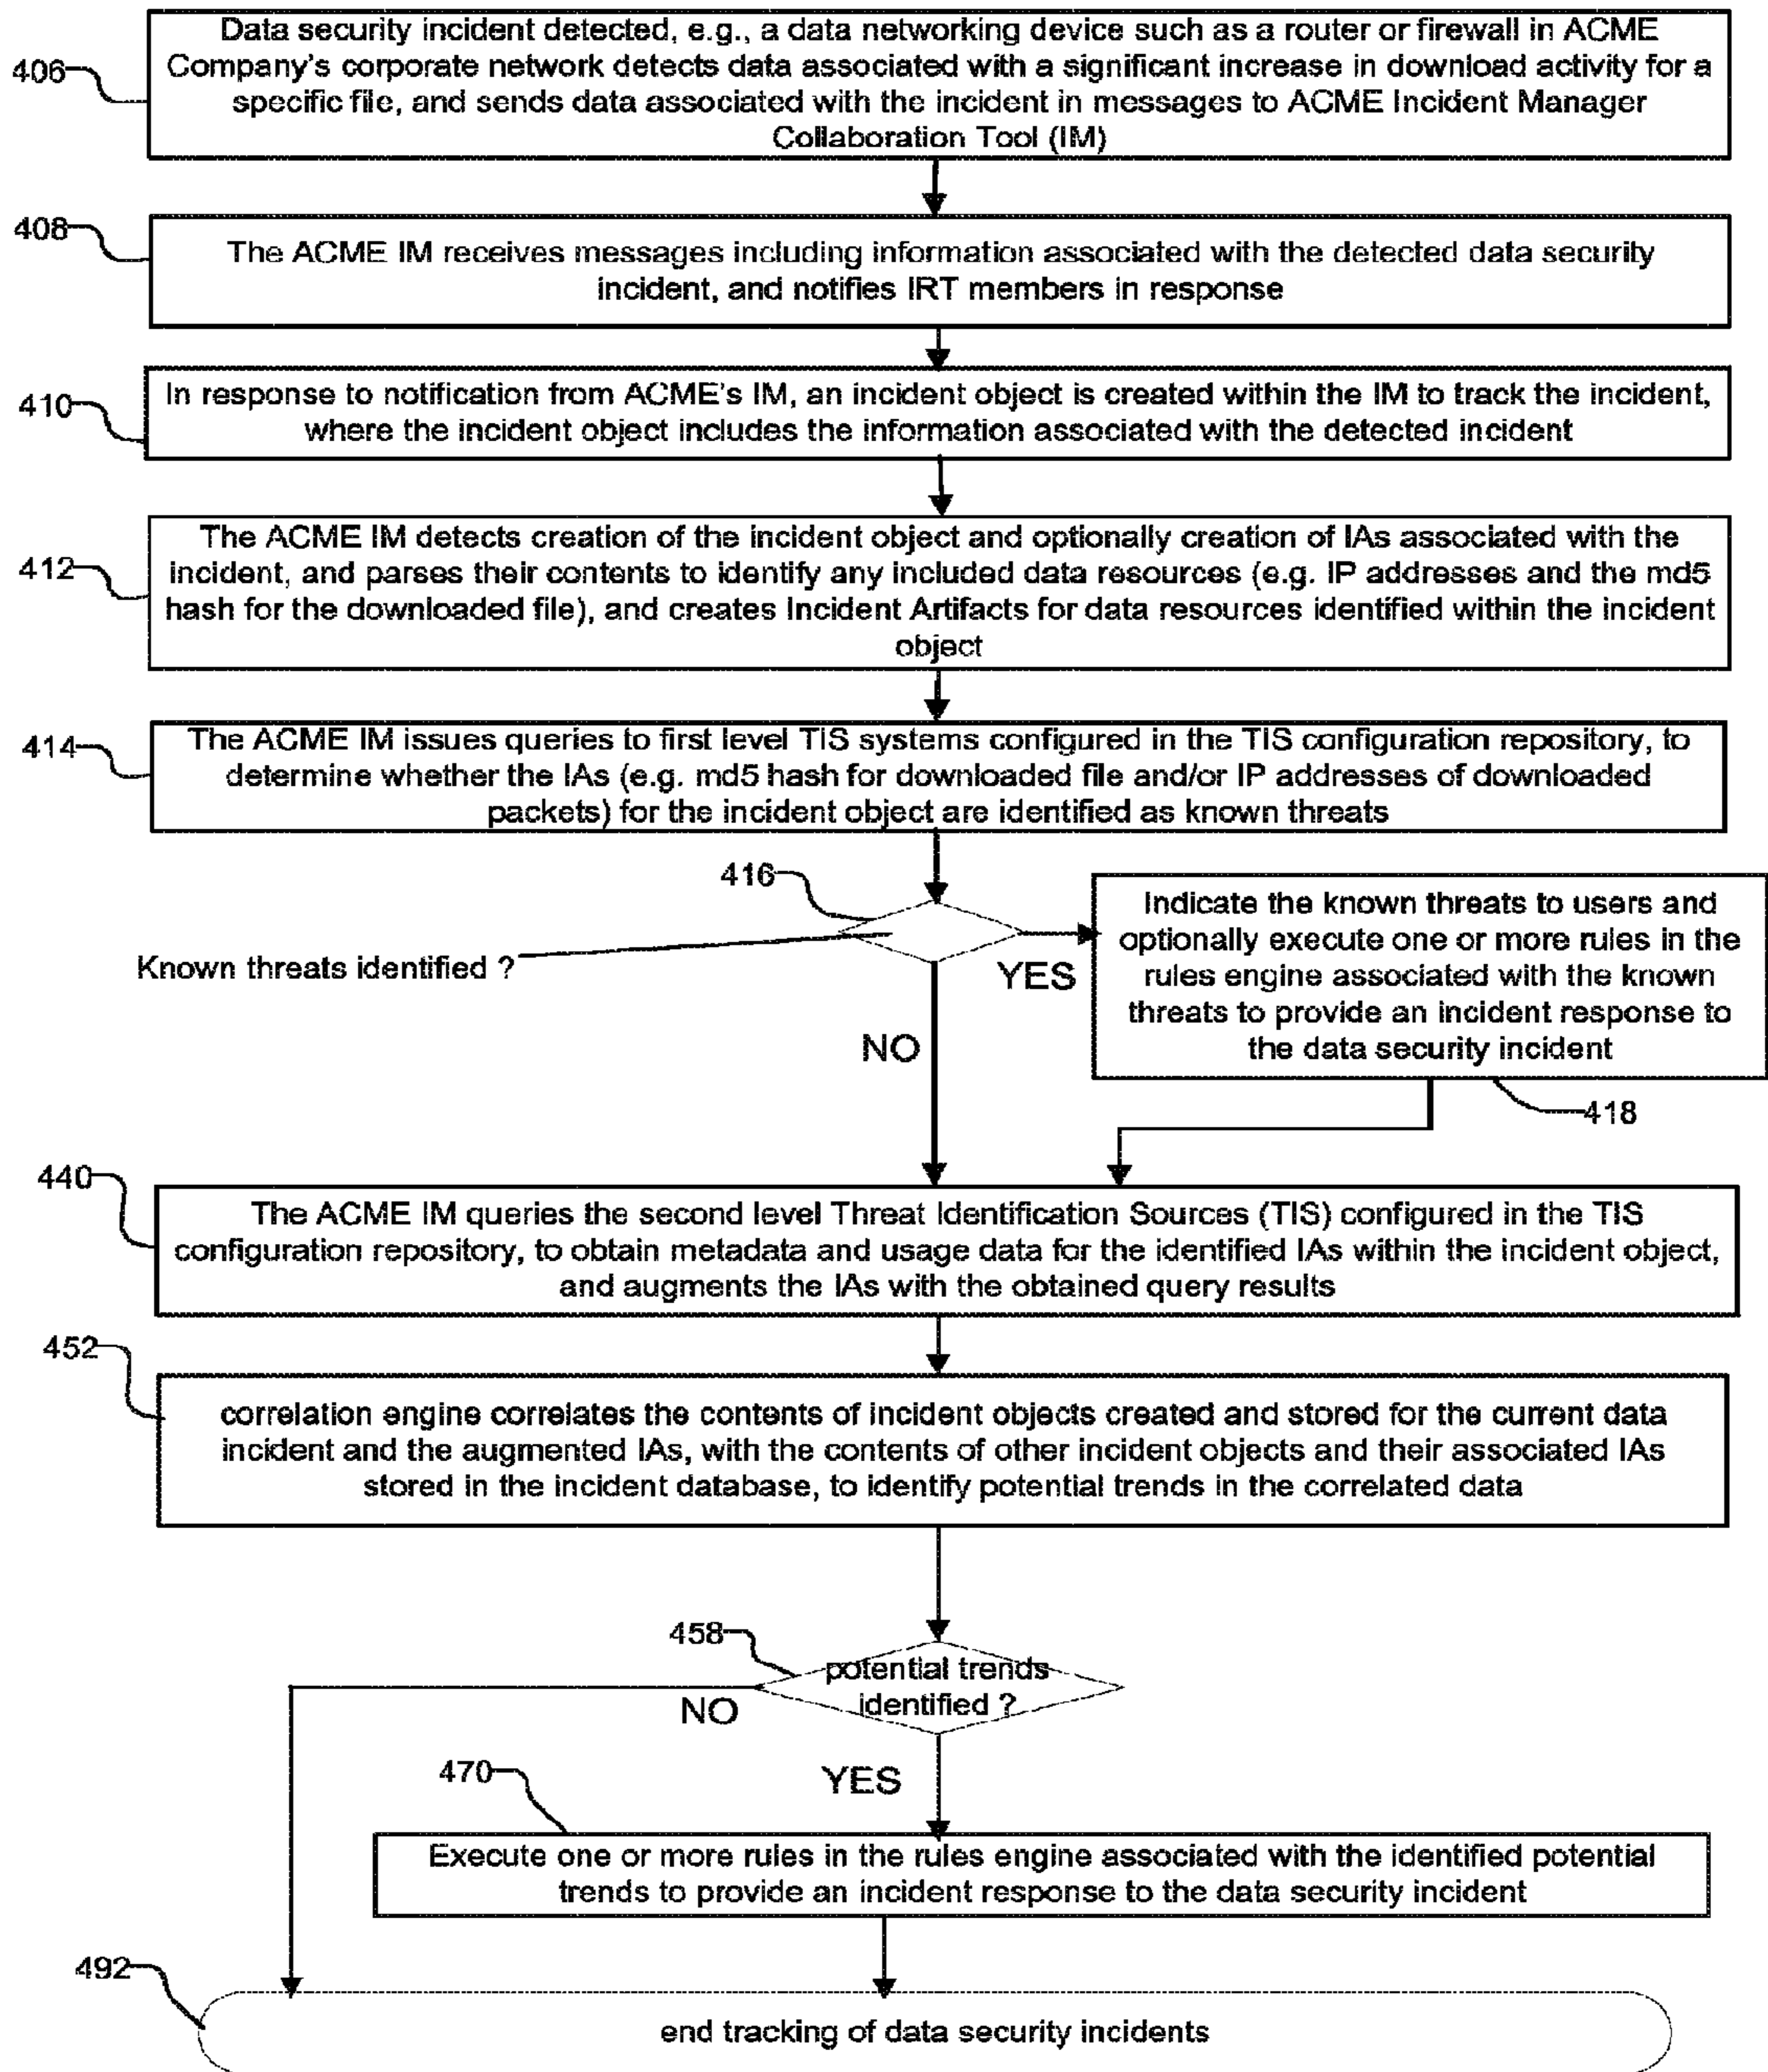 Data security incident detected, e.g., a data networking device such as a router or firewall in ACME
406
Company's corporate network detects data associated with a significant increase in download activity for a
specific file, and sends data associated with the incident in messages to ACME Incident Manager
Collaboration Tool (IM)
408
The ACME IM receives messages including information associated with the detected data security
incident, and notifies IRT members in response
410
In response to notification from ACME's IM, an incident object is created within the IM to track the incident,
where the incident object includes the information associated with the detected incident
412
The ACME IM detects creation of the incident object and optionally creation of IAs associated with the
incident, and parses their contents to identify any included data resources (e.g. IP addresses and the md5
hash for the downloaded file), and creates Incident Artifacts for data resources identified within the incident
object
414
The ACME IM issues queries to first level TIS systems configured in the TIS configuration repository, to
determine whether the IAs (e.g. md5 hash for downloaded file and/or IP addresses of downloaded
packets) for the incident object are identified as known threats
416
Known threats identified ?
YES
NO
Indicate the known threats to users and
optionally execute one or more rules in the
rules engine associated with the known
threats to provide an incident response to
the data security incident
418
440
The ACME IM queries the second level Threat Identification Sources (TIS) configured in the TIS
configuration repository, to obtain metadata and usage data for the identified IAs within the incident object,
and augments the IAs with the obtained query results
452
correlation engine correlates the contents of incident objects created and stored for the current data
incident and the augmented IAs, with the contents of other incident objects and their associated IAs
stored in the incident database, to identify potential trends in the correlated data
458
potential trends
identified ?
NO
YES
470
Execute one or more rules in the rules engine associated with the identified potential
trends to provide an incident response to the data security incident
492
end tracking of data security incidents